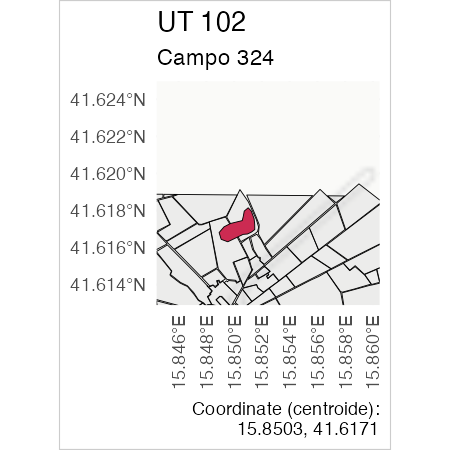 UT 102
Campo 324
41.624°N
41.622°N
41.620°N
41.618°N
41.616°N
41.614°N
15.846°E
15.848°E
15.850°E
15.852°E
15.854°E
15.856°E
15.858°E
15.860°E
Coordinate (centroide):
15.8503, 41.6171